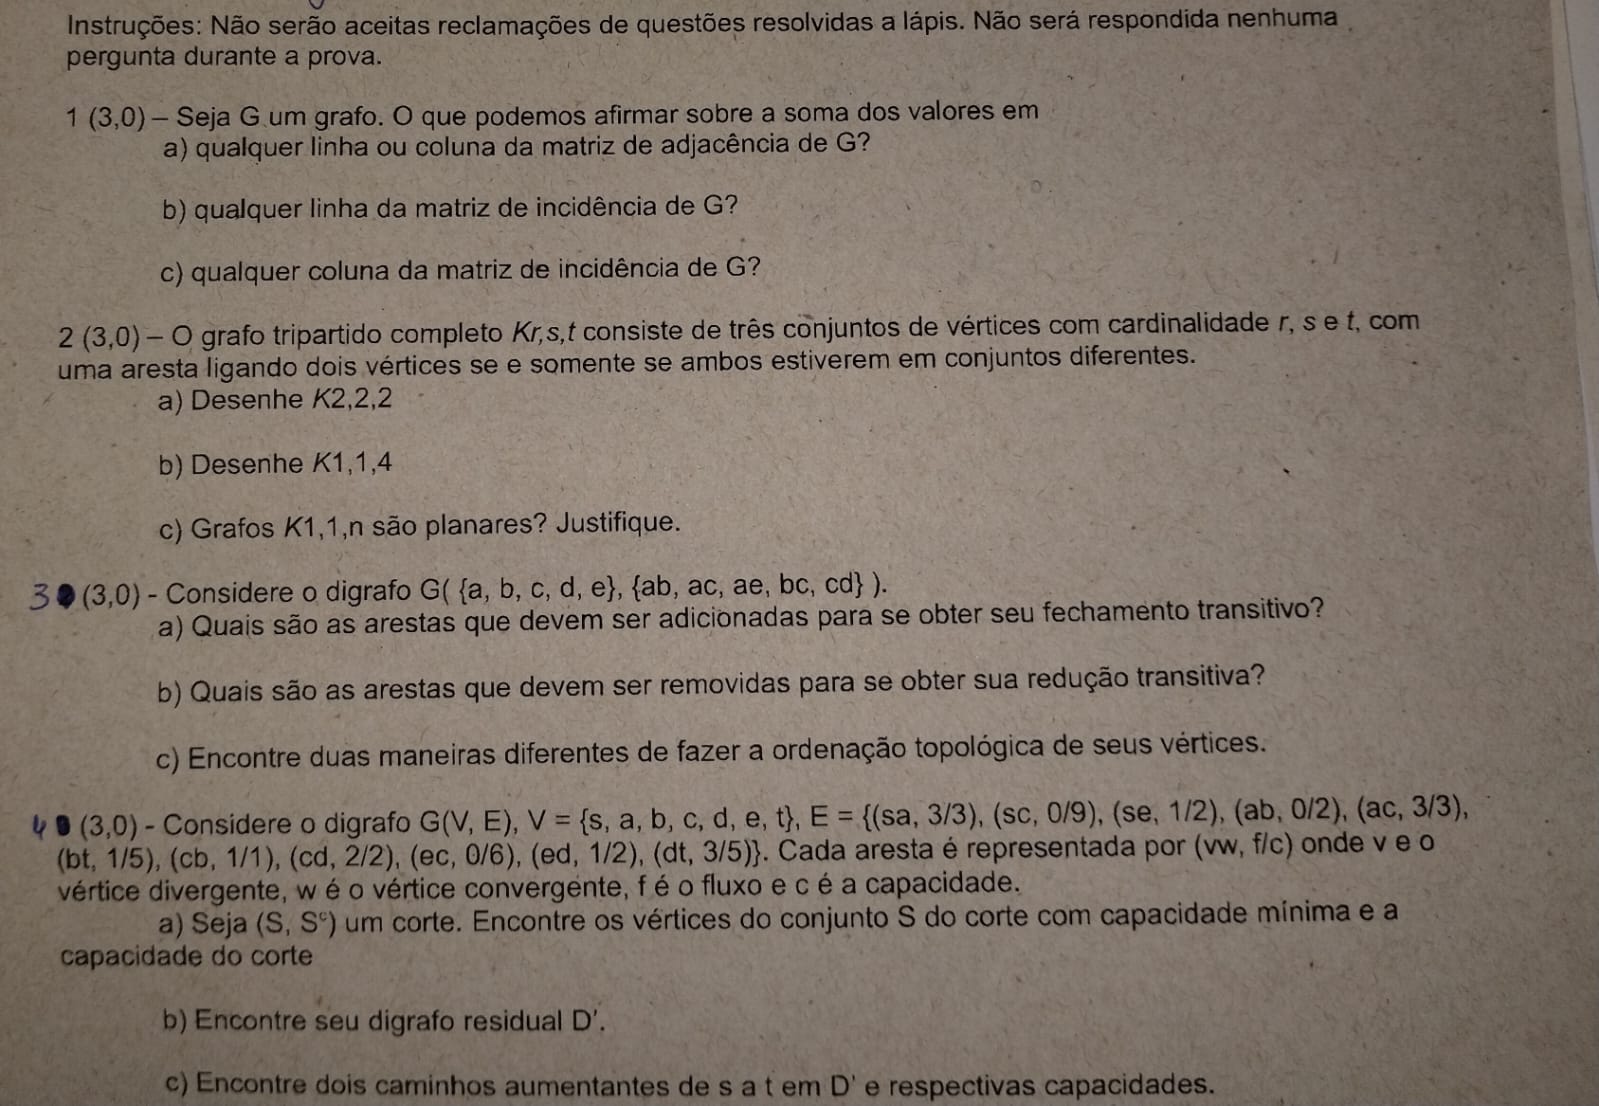 Instruções: Não serão aceitas reclamações de questões resolvidas a lápis. Não será respondida nenhuma
pergunta durante a prova.
1 (3,0) – Seja G um grafo. O que podemos afirmar sobre a soma dos valores em
a) qualquer linha ou coluna da matriz de adjacência de G?
b) qualquer linha da matriz de incidência de G?
c) qualquer coluna da matriz de incidência de G?
2 (3,0) – O grafo tripartido completo Kr,s,t consiste de três conjuntos de vértices com cardinalidade r, s e t, com
uma aresta ligando dois vértices se e somente se ambos estiverem em conjuntos diferentes.
a) Desenhe K2,2,2
b) Desenhe K1,1,4
c) Grafos K1,1,n são planares? Justifique.
3 (3,0) - Considere o digrafo G( {a, b, c, d, e}, {ab, ac, ae, bc, cd} ).
a) Quais são as arestas que devem ser adicionadas para se obter seu fechamento transitivo?
b) Quais são as arestas que devem ser removidas para se obter sua redução transitiva?
c) Encontre duas maneiras diferentes de fazer a ordenação topológica de seus vértices.
4 (3,0) - Considere o digrafo G(V, E), V = {s, a, b, c, d, e, t}, E = {(sa, 3/3), (sc, 0/9), (se, 1/2), (ab, 0/2), (ac, 3/3),
(bt, 1/5), (cb, 1/1), (cd, 2/2), (ec, 0/6), (ed, 1/2), (dt, 3/5)}. Cada aresta é representada por (vw, f/c) onde v e o
vértice divergente, w é o vértice convergente, f é o fluxo e c é a capacidade.
a) Seja (S, Sᶜ) um corte. Encontre os vértices do conjunto S do corte com capacidade mínima e a
capacidade do corte
b) Encontre seu digrafo residual D'.
c) Encontre dois caminhos aumentantes de s a t em D' e respectivas capacidades.